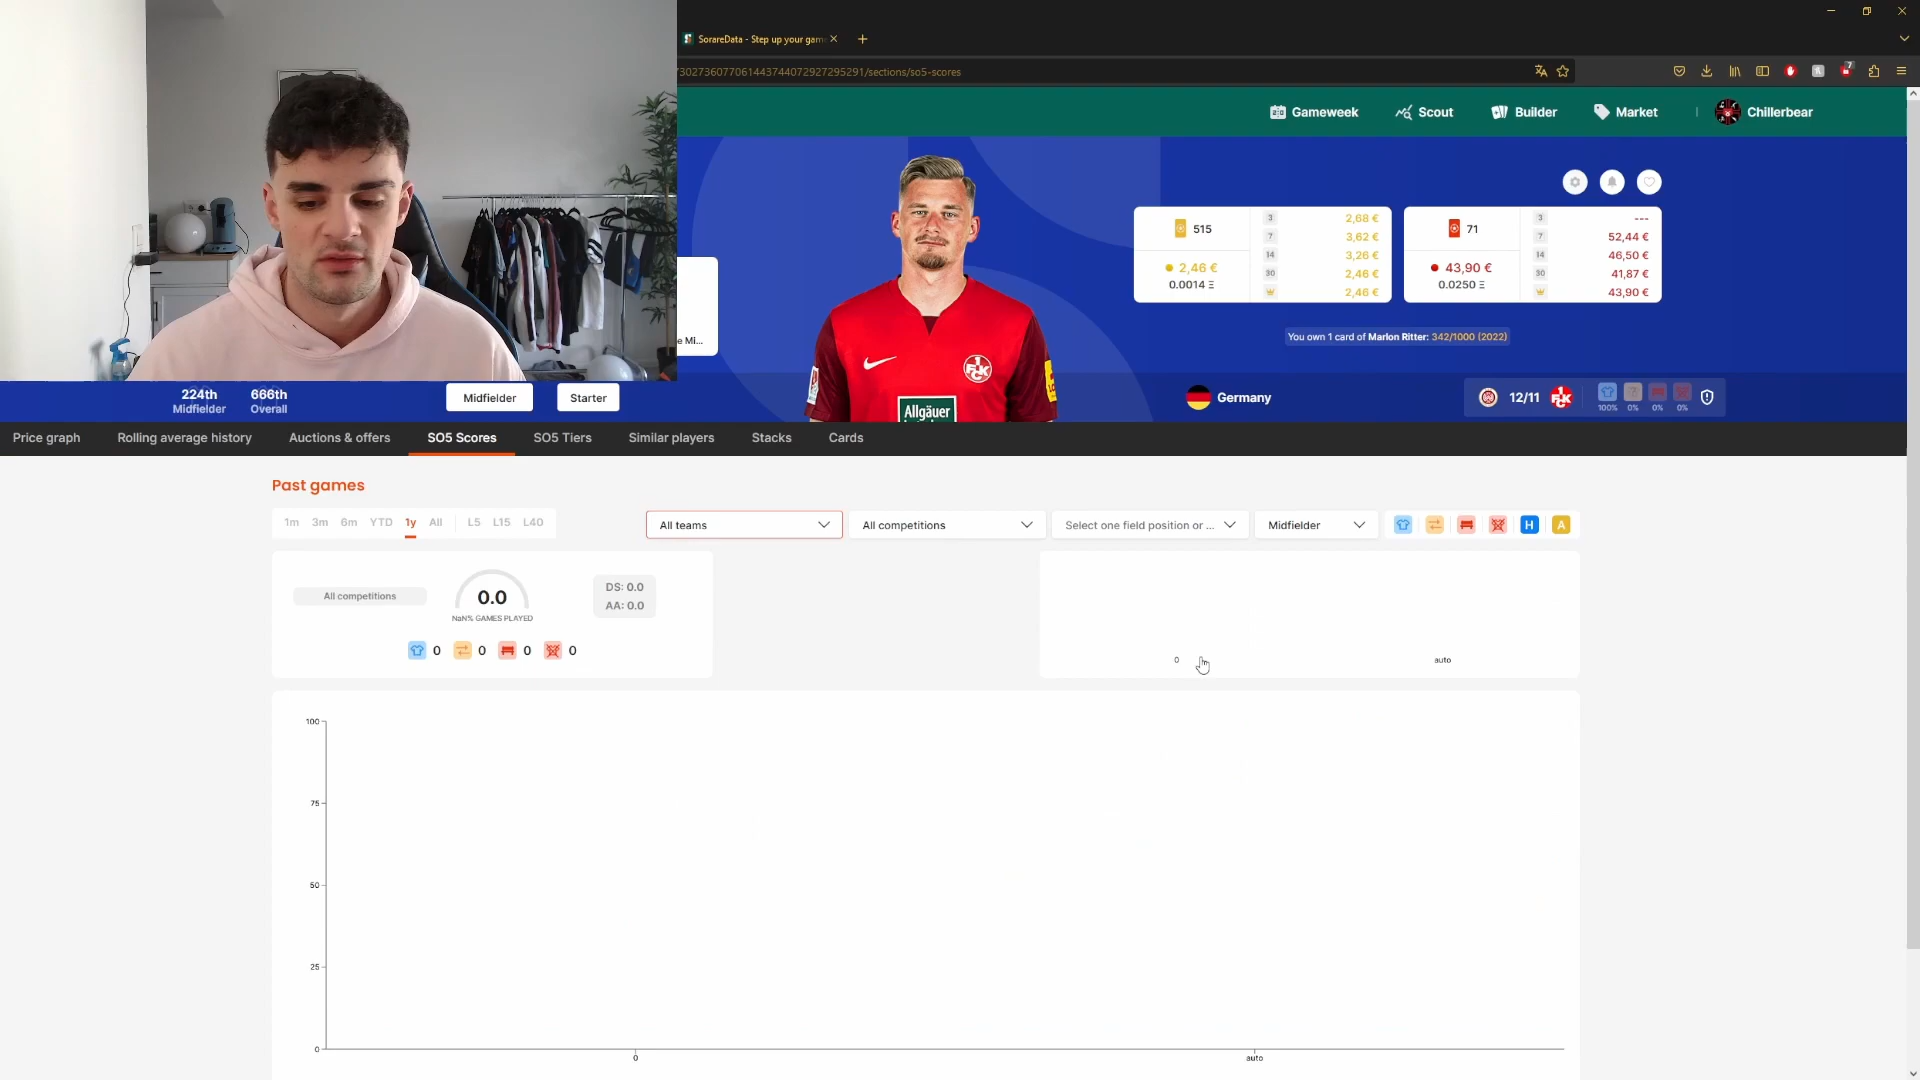 SorareData - Step up your gam
730273607706144374407292729529​1/sections/so5-scores
7
Gameweek
Scout
Builder
Market
Chillerbear
515
2,46 €
0.0014 Ξ
3 2,68 €
7 3,62 €
14 3,26 €
30 2,46 €
2,46 €
71
43,90 €
0.0250 Ξ
3 ---
7 52,44 €
14 46,50 €
30 41,87 €
43,90 €
e Mi...
You own 1 card of Marlon Ritter: 342/1000 (2022)
FCK
Allgäuer
224th
Midfielder
666th
Overall
Midfielder
Starter
Germany
12/11
100% 0% 0% 0%
Price graph
Rolling average history
Auctions & offers
SO5 Scores
SO5 Tiers
Similar players
Stacks
Cards
Past games
1m 3m 6m YTD 1y All L5 L15 L40
All teams
All competitions
Select one field position or ...
Midfielder
H
A
All competitions
0.0
NaN% GAMES PLAYED
DS: 0.0
AA: 0.0
0 0 0 0
0 auto
100
75
50
25
0
0 auto